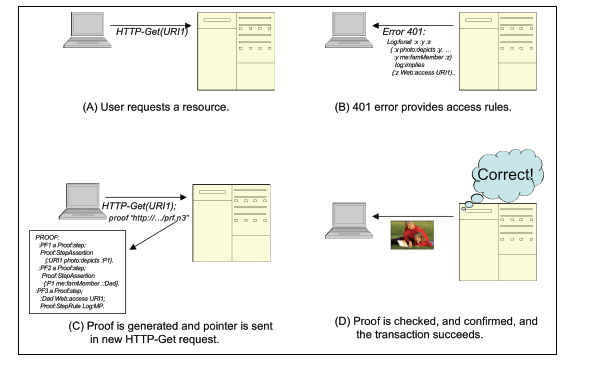 HTTP-Get(URI1)
(A) User requests a resource.
Error 401:
Log:forall :x :y :z
{ :x photo:depicts :y. ...
:y me:famMember :z}
log:implies
{:z Web:access URI1}..
(B) 401 error provides access rules.
HTTP-Get(URI1);
proof "http://.../prf.n3"
PROOF:
:PF1 a Proof:step;
Proof:StepAssertion
{:URI1 photo:depicts :P1}.
:PF2 a Proof:step;
Proof:StepAssertion
{:P1 me:famMember ::Dad}.
:PF3 a Proof:step;
:Dad Web:access URI1;
Proof:StepRule Log:MP.
(C) Proof is generated and pointer is sent
in new HTTP-Get request.
Correct!
(D) Proof is checked, and confirmed, and
the transaction succeeds.